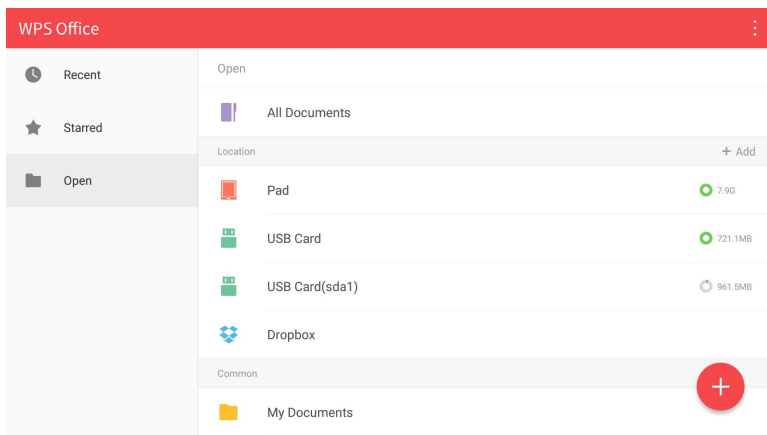 WPS Office
Recent
Starred
Open
Open
All Documents
Location + Add
Pad 7.9G
USB Card 721.1MB
USB Card(sda1) 961.5MB
Dropbox
Common
My Documents